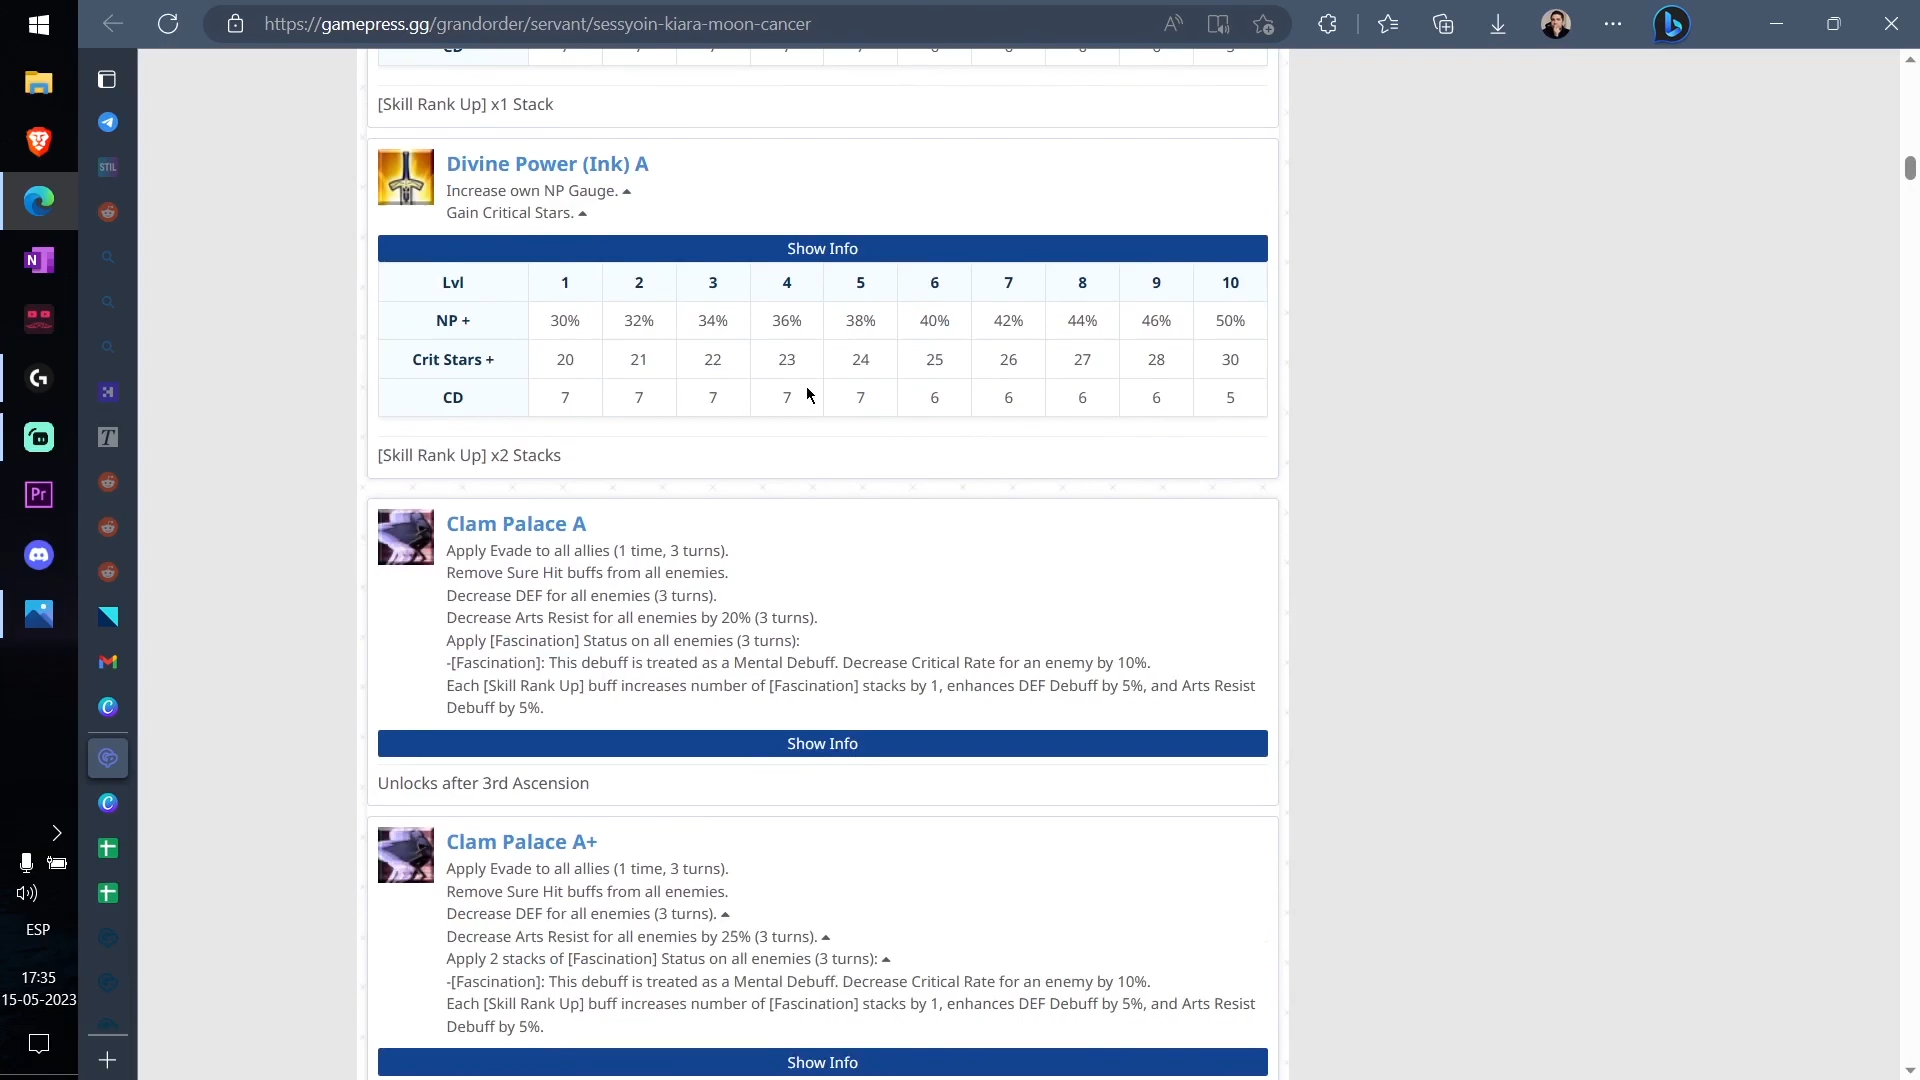 https://gamepress.gg/grandorder/servant/sessyoin-kiara-moon-cancer
[Skill Rank Up] x1 Stack
Divine Power (Ink) A
Increase own NP Gauge.
Gain Critical Stars.
Show Info
Lvl 1 2 3 4 5 6 7 8 9 10
NP + 30% 32% 34% 36% 38% 40% 42% 44% 46% 50%
Crit Stars + 20 21 22 23 24 25 26 27 28 30
CD 7 7 7 7 7 6 6 6 6 5
[Skill Rank Up] x2 Stacks
Clam Palace A
Apply Evade to all allies (1 time, 3 turns).
Remove Sure Hit buffs from all enemies.
Decrease DEF for all enemies (3 turns).
Decrease Arts Resist for all enemies by 20% (3 turns).
Apply [Fascination] Status on all enemies (3 turns):
-[Fascination]: This debuff is treated as a Mental Debuff. Decrease Critical Rate for an enemy by 10%.
Each [Skill Rank Up] buff increases number of [Fascination] stacks by 1, enhances DEF Debuff by 5%, and Arts Resist
Debuff by 5%.
Show Info
Unlocks after 3rd Ascension
Clam Palace A+
Apply Evade to all allies (1 time, 3 turns).
Remove Sure Hit buffs from all enemies.
Decrease DEF for all enemies (3 turns).
Decrease Arts Resist for all enemies by 25% (3 turns).
Apply 2 stacks of [Fascination] Status on all enemies (3 turns):
-[Fascination]: This debuff is treated as a Mental Debuff. Decrease Critical Rate for an enemy by 10%.
Each [Skill Rank Up] buff increases number of [Fascination] stacks by 1, enhances DEF Debuff by 5%, and Arts Resist
Debuff by 5%.
Show Info
STIL
N
Pr
ESP
17:35
15-05-2023